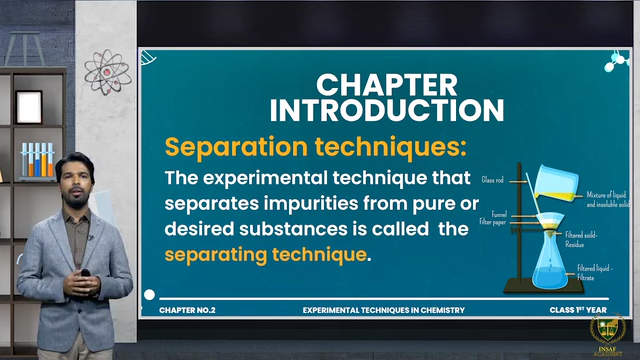 CHAPTER
INTRODUCTION
Separation techniques:
The experimental technique that
separates impurities from pure or
desired substances is called the
separating technique.
Glass rod
Mixture of liquid
and insoluble solid
Funnel
Filter paper
Filtered soild-
Residue
Filtered liquid -
Filtrate
CHAPTER NO.2
EXPERIMENTAL TECHNIQUES IN CHEMISTRY
CLASS 1ST YEAR
INSAF
ACADEMY